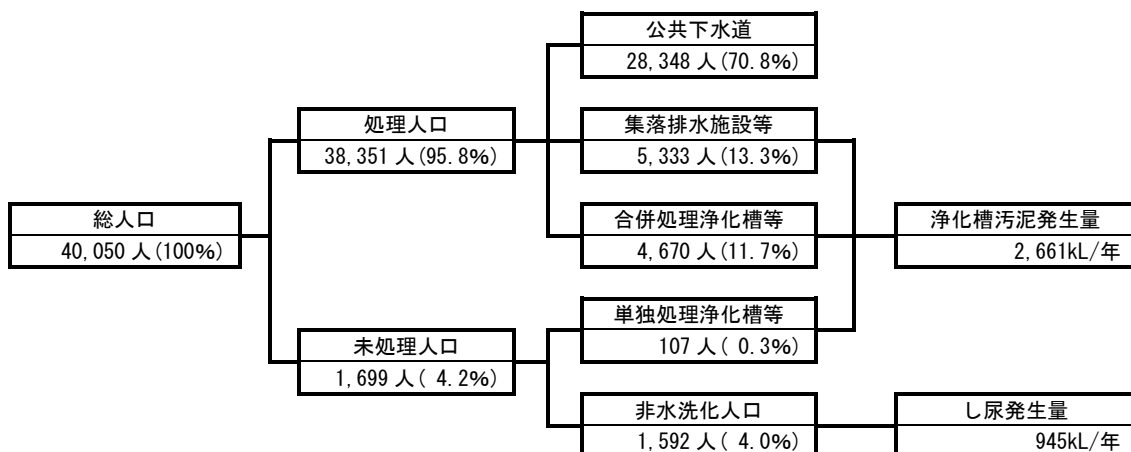 公共下水道
28,348 人(70.8%)
処理人口
38,351 人(95.8%)
集落排水施設等
5,333 人(13.3%)
総人口
40,050 人(100%)
合併処理浄化槽等
4,670 人(11.7%)
浄化槽汚泥発生量
2,661kL/年
未処理人口
1,699 人( 4.2%)
単独処理浄化槽等
107 人( 0.3%)
非水洗化人口
1,592 人( 4.0%)
し尿発生量
945kL/年